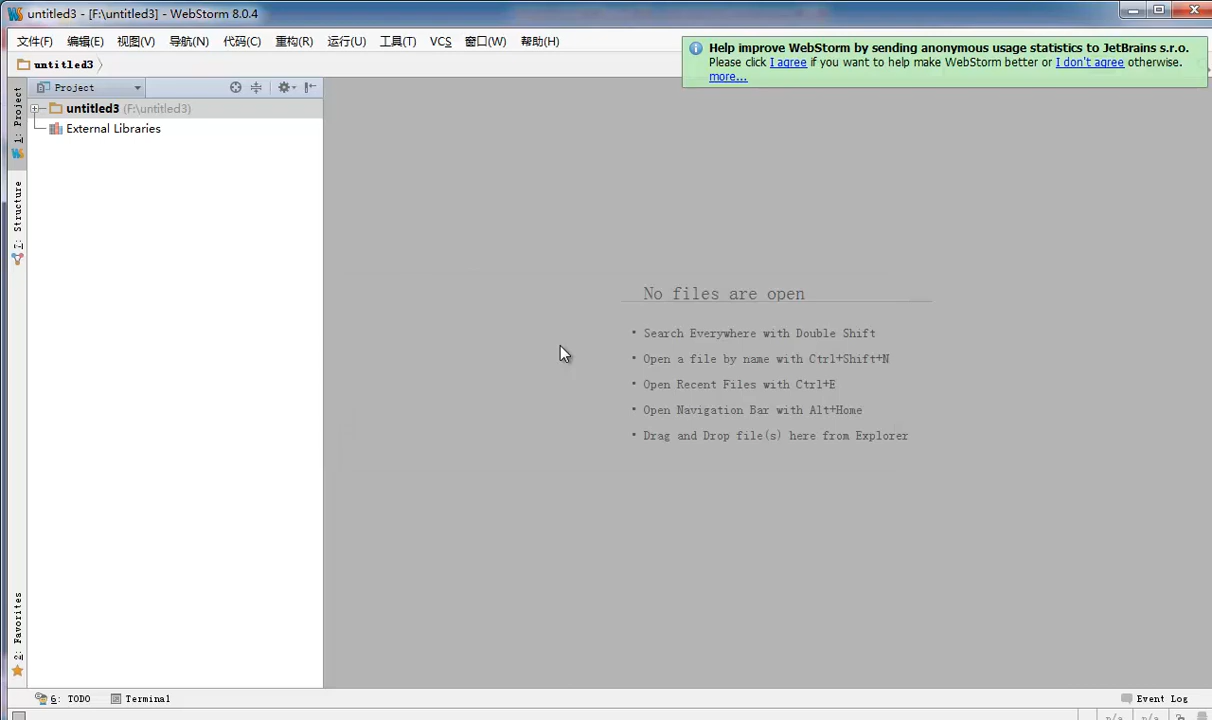 untitled3 - [F:\untitled3] - WebStorm 8.0.4
文件(F) 编辑(E) 视图(V) 导航(N) 代码(C) 重构(R) 运行(U) 工具(T) VCS 窗口(W) 帮助(H)
Help improve WebStorm by sending anonymous usage statistics to JetBrains s.r.o.
Please click I agree if you want to help make WebStorm better or I don't agree otherwise.
more...
untitled3
Project
1: Project
untitled3 (F:\untitled3)
External Libraries
7: Structure
No files are open
• Search Everywhere with Double Shift
• Open a file by name with Ctrl+Shift+N
• Open Recent Files with Ctrl+E
• Open Navigation Bar with Alt+Home
• Drag and Drop file(s) here from Explorer
2: Favorites
6: TODO Terminal Event Log
n/a n/a